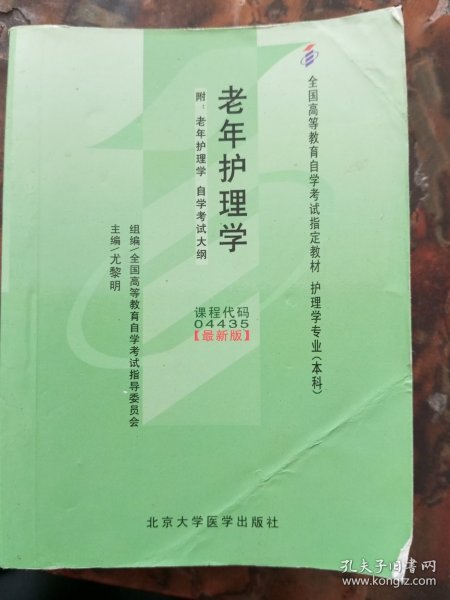 全国高等教育自学考试指定教材 护理学专业(本科)
老年护理学
附:老年护理学 自学考试大纲
课程代码
04435
【最新版】
组编/全国高等教育自学考试指导委员会
主编/尤黎明
北京大学医学出版社
孔夫子旧书网
www.kongfz.com